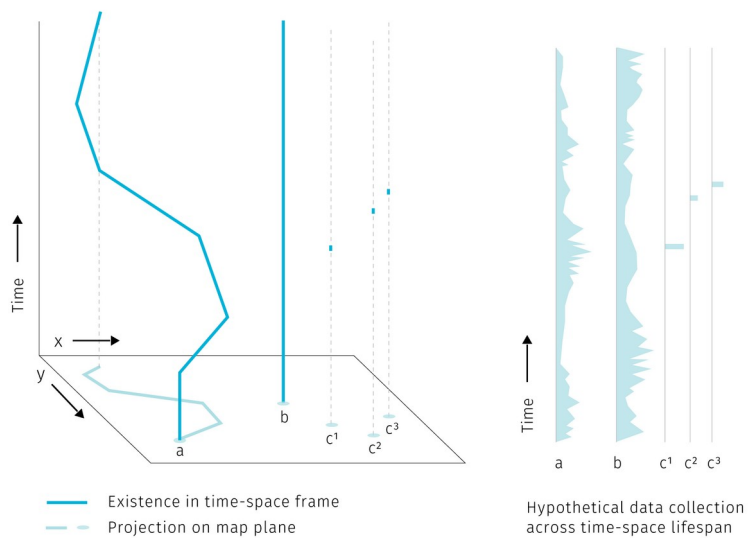 Time
x
y
a
b
c¹
c²
c³
Existence in time-space frame
Projection on map plane
Time
a
b
c¹
c²
c³
Hypothetical data collection
across time-space lifespan